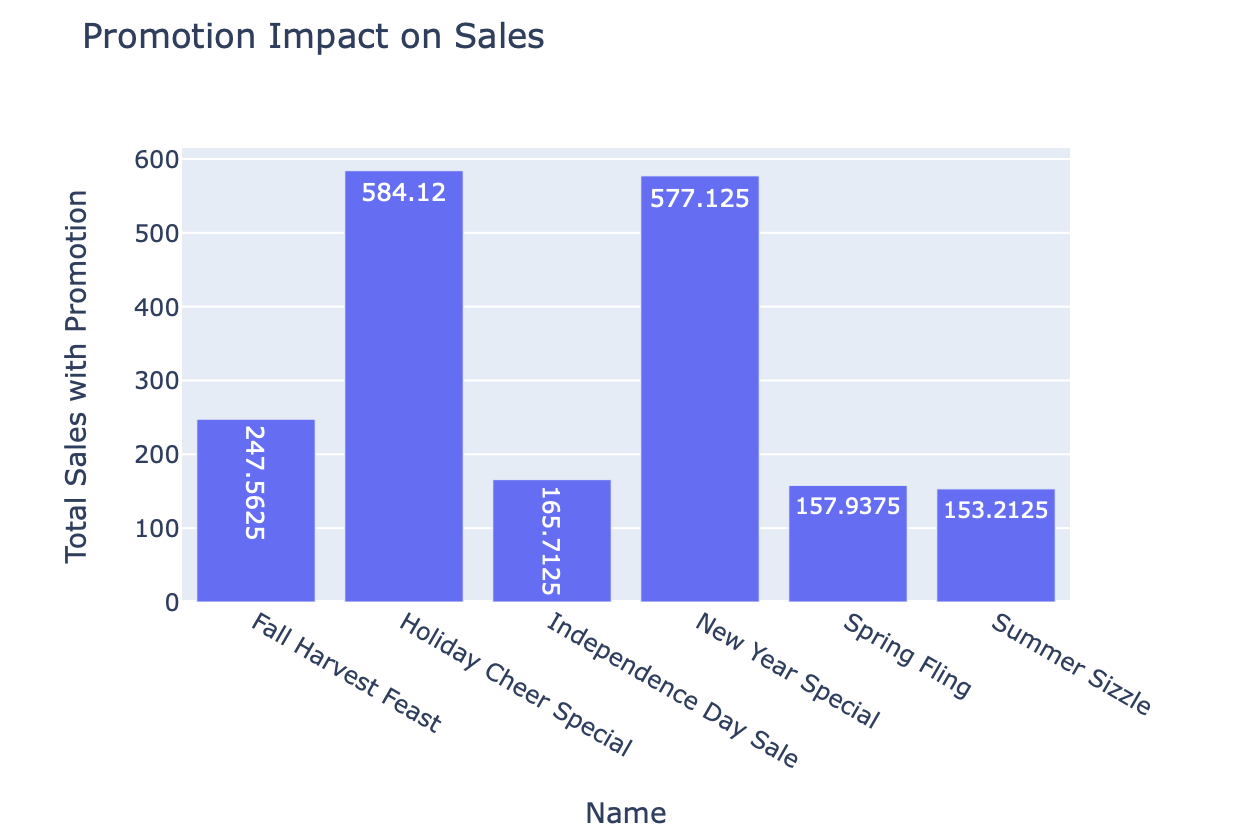 Promotion Impact on Sales
Total Sales with Promotion
600
500
400
300
200
100
0
247.5625
584.12
165.7125
577.125
157.9375
153.2125
Fall Harvest Feast
Holiday Cheer Special
Independence Day Sale
New Year Special
Spring Fling
Summer Sizzle
Name